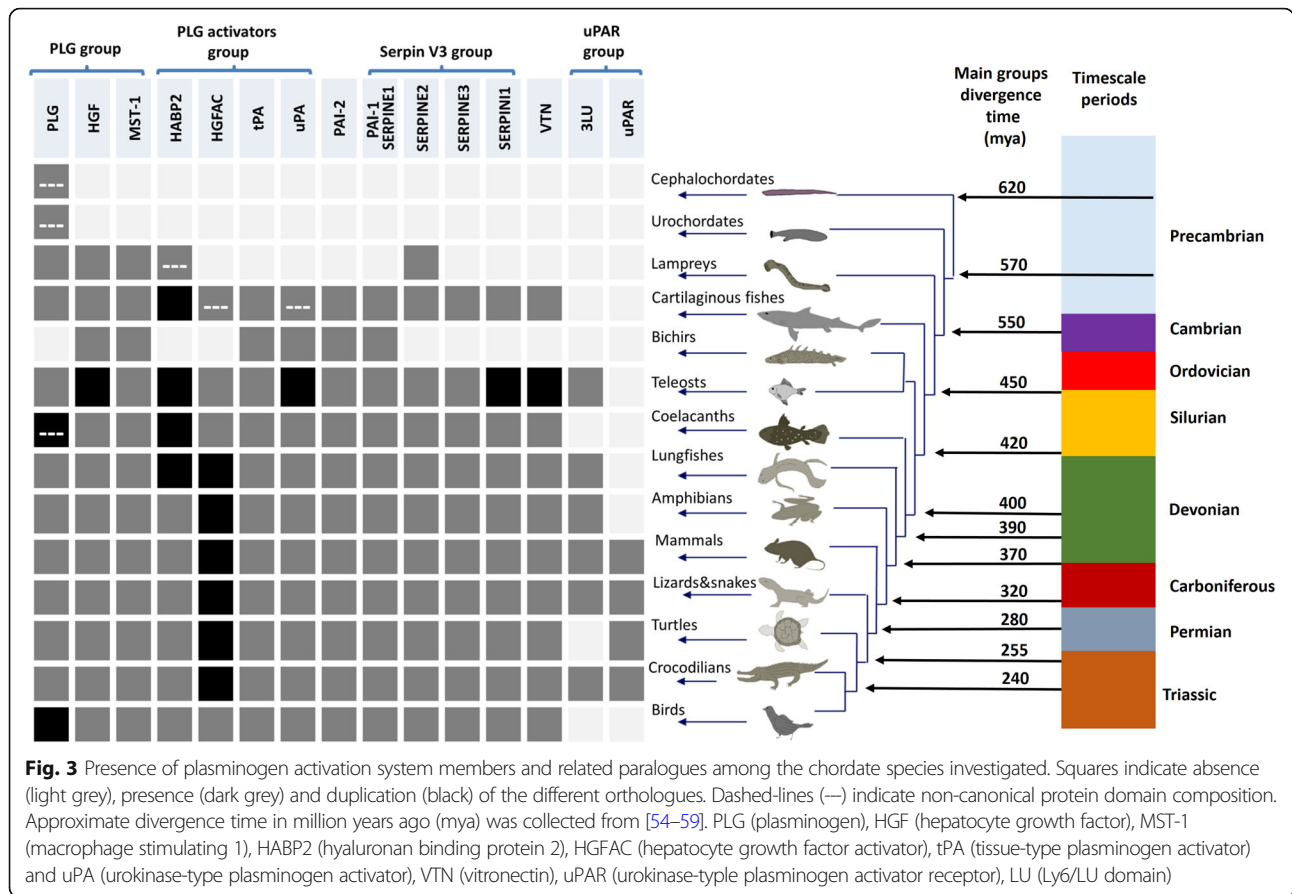 PLG group
PLG activators
group
Serpin V3 group
uPAR
group
PLG
HGF
MST-1
HABP2
HGFAC
tPA
uPA
PAI-2
PAI-1
SERPINE1
SERPINE2
SERPINE3
SERPINI1
VTN
3LU
uPAR
Main groups
divergence
time
(mya)
Timescale
periods
---
Cephalochordates
620
---
Urochordates
Precambrian
---
Lampreys
570
---
---
Cartilaginous fishes
550
Cambrian
Bichirs
Ordovician
Teleosts
450
Silurian
---
Coelacanths
420
Lungfishes
Amphibians
400
Devonian
390
Mammals
370
Lizards&snakes
320
Carboniferous
Turtles
280
Permian
255
Crocodilians
240
Triassic
Birds
Fig. 3 Presence of plasminogen activation system members and related paralogues among the chordate species investigated. Squares indicate absence
(light grey), presence (dark grey) and duplication (black) of the different orthologues. Dashed-lines (---) indicate non-canonical protein domain composition.
Approximate divergence time in million years ago (mya) was collected from [54–59]. PLG (plasminogen), HGF (hepatocyte growth factor), MST-1
(macrophage stimulating 1), HABP2 (hyaluronan binding protein 2), HGFAC (hepatocyte growth factor activator), tPA (tissue-type plasminogen activator)
and uPA (urokinase-type plasminogen activator), VTN (vitronectin), uPAR (urokinase-typle plasminogen activator receptor), LU (Ly6/LU domain)